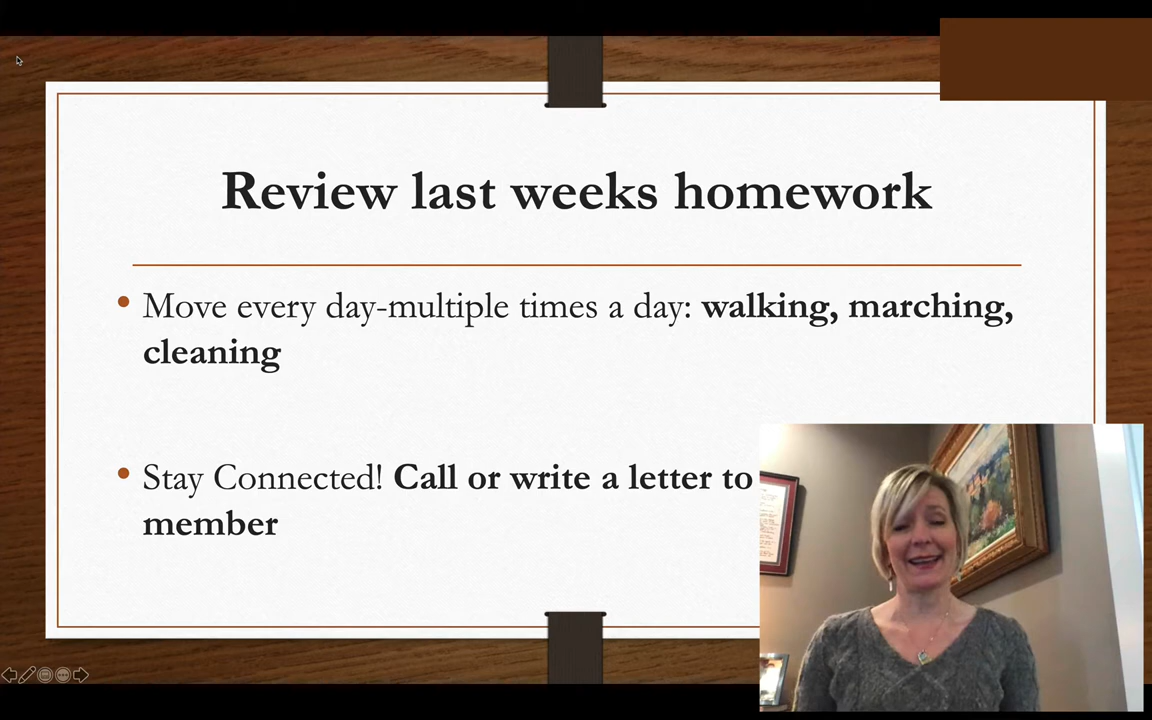 Review last weeks homework
• Move every day-multiple times a day: walking, marching,
cleaning
• Stay Connected! Call or write a letter to
member